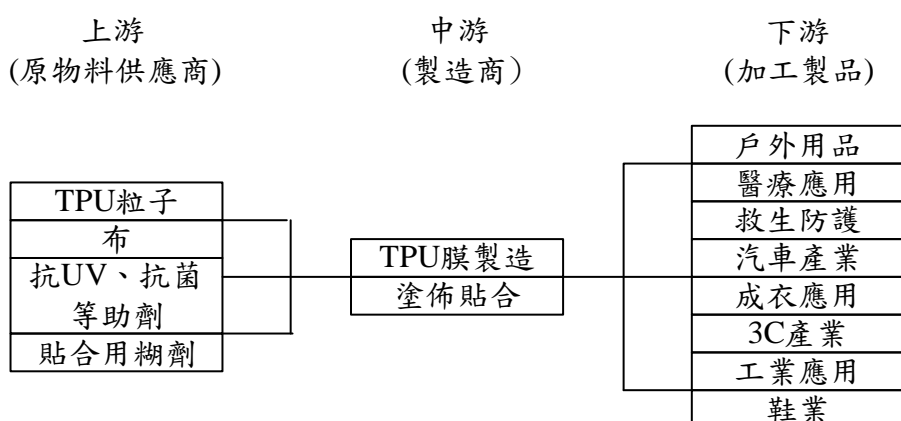 上游
(原物料供應商)
中游
(製造商)
下游
(加工製品)
TPU粒子
布
抗UV、抗菌
等助劑
貼合用糊劑
TPU膜製造
塗佈貼合
戶外用品
醫療應用
救生防護
汽車產業
成衣應用
3C產業
工業應用
鞋業